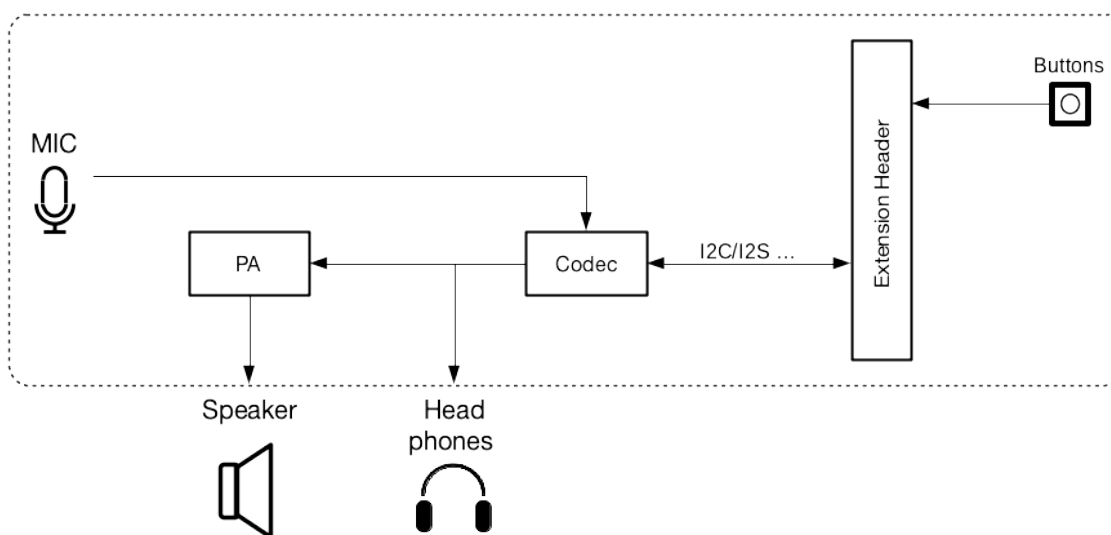 Buttons
MIC
Extension Header
PA
Codec
I2C/I2S ...
Speaker
Head
phones